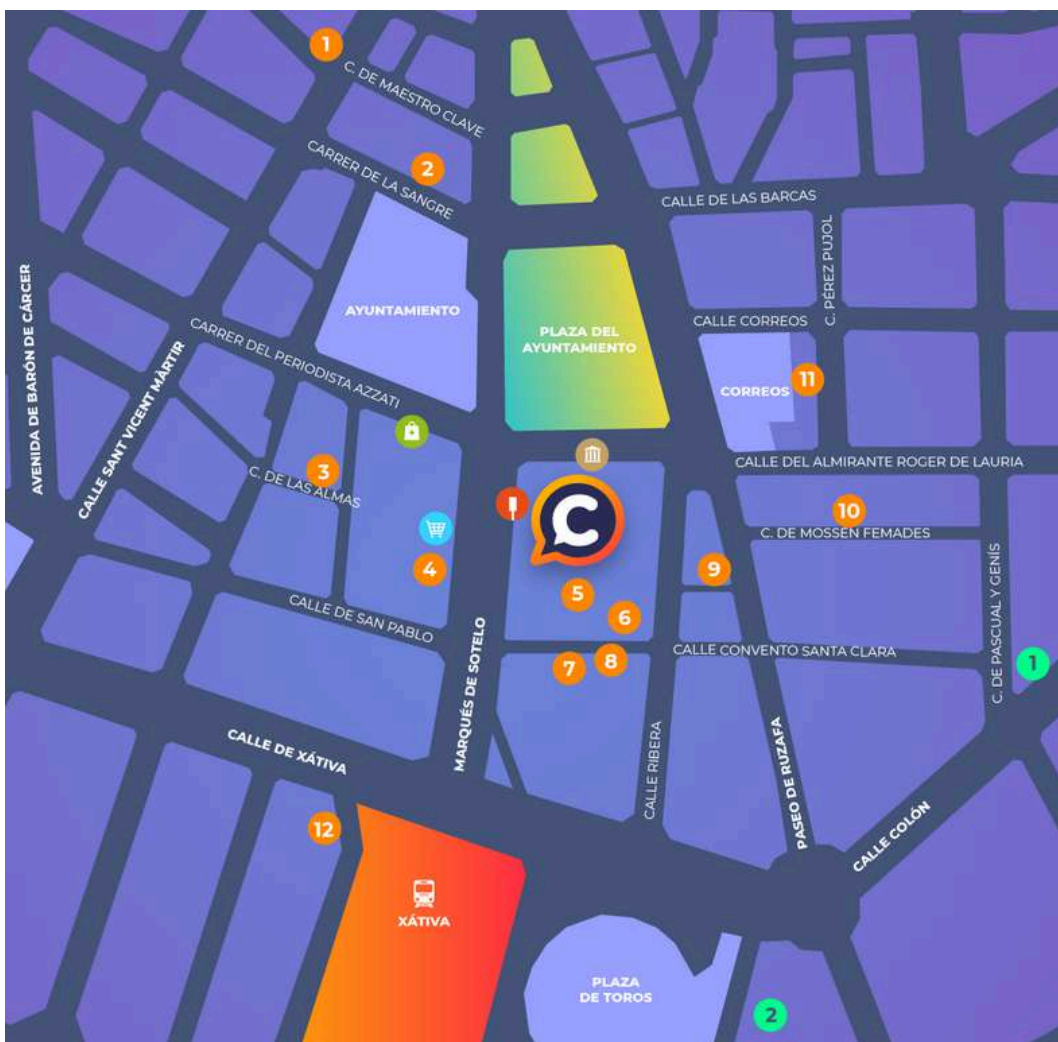 1
C. DE MAESTRO CLAVE
2
CARRER DE LA SANGRE
CALLE DE LAS BARCAS
C. PÉREZ PUJOL
AVENIDA DE BARÓN DE CÁRCER
AYUNTAMIENTO
PLAZA DEL
AYUNTAMIENTO
CALLE CORREOS
CARRER DEL PERIODISTA AZZATI
CALLE SANT VICENT MÀRTIR
CORREOS
11
3
C. DE LAS ALMAS
CALLE DEL ALMIRANTE ROGER DE LAURIA
10
C. DE MOSSEN FEMADES
C
4
5
9
6
CALLE DE SAN PABLO
7
8
CALLE CONVENTO SANTA CLARA
C. DE PASCUAL Y GENÍS
1
MARQUÉS DE SOTELO
CALLE DE XÁTIVA
CALLE RIBERA
PASEO DE RUZAFA
CALLE COLÓN
12
XÁTIVA
PLAZA
DE TOROS
2